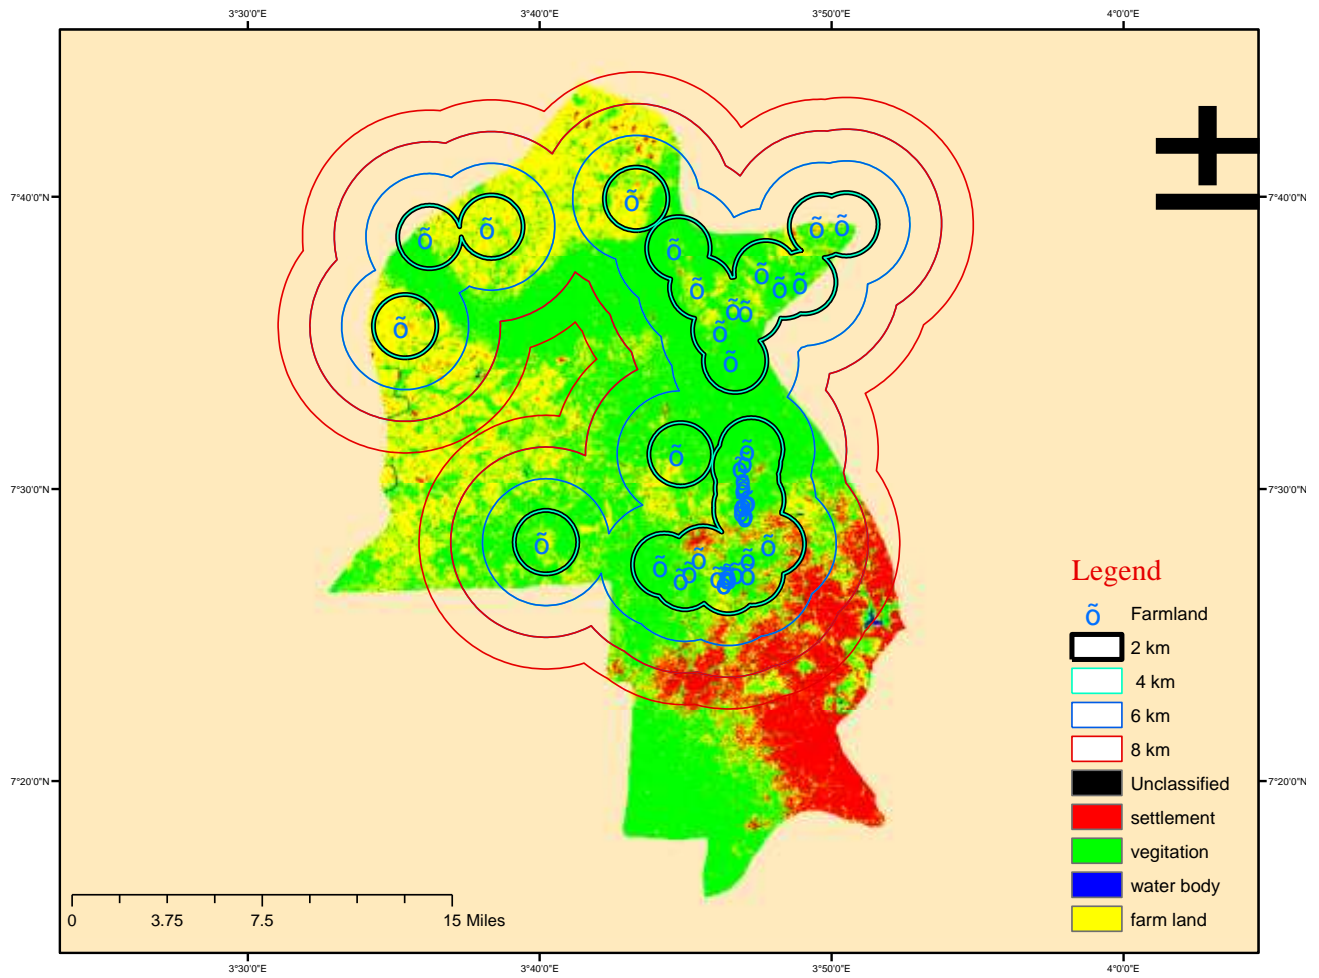 3°30'0"E 3°40'0"E 3°50'0"E 4°0'0"E
7°40'0"N 7°40'0"N
7°30'0"N 7°30'0"N
Legend
Farmland
2 km
4 km
6 km
8 km
7°20'0"N 7°20'0"N
Unclassified
settlement
vegitation
water body
farm land
0 3.75 7.5 15 Miles
3°30'0"E 3°40'0"E 3°50'0"E 4°0'0"E